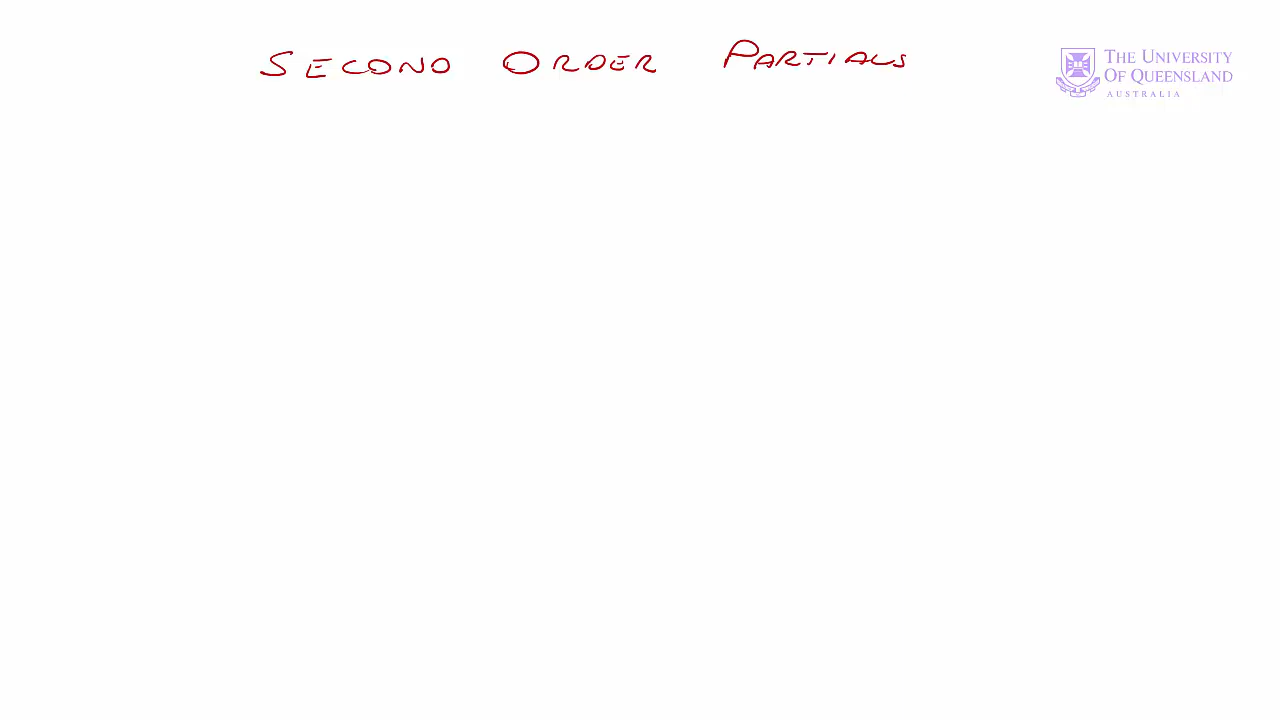 SECOND ORDER PARTIALS
THE UNIVERSITY
OF QUEENSLAND
AUSTRALIA